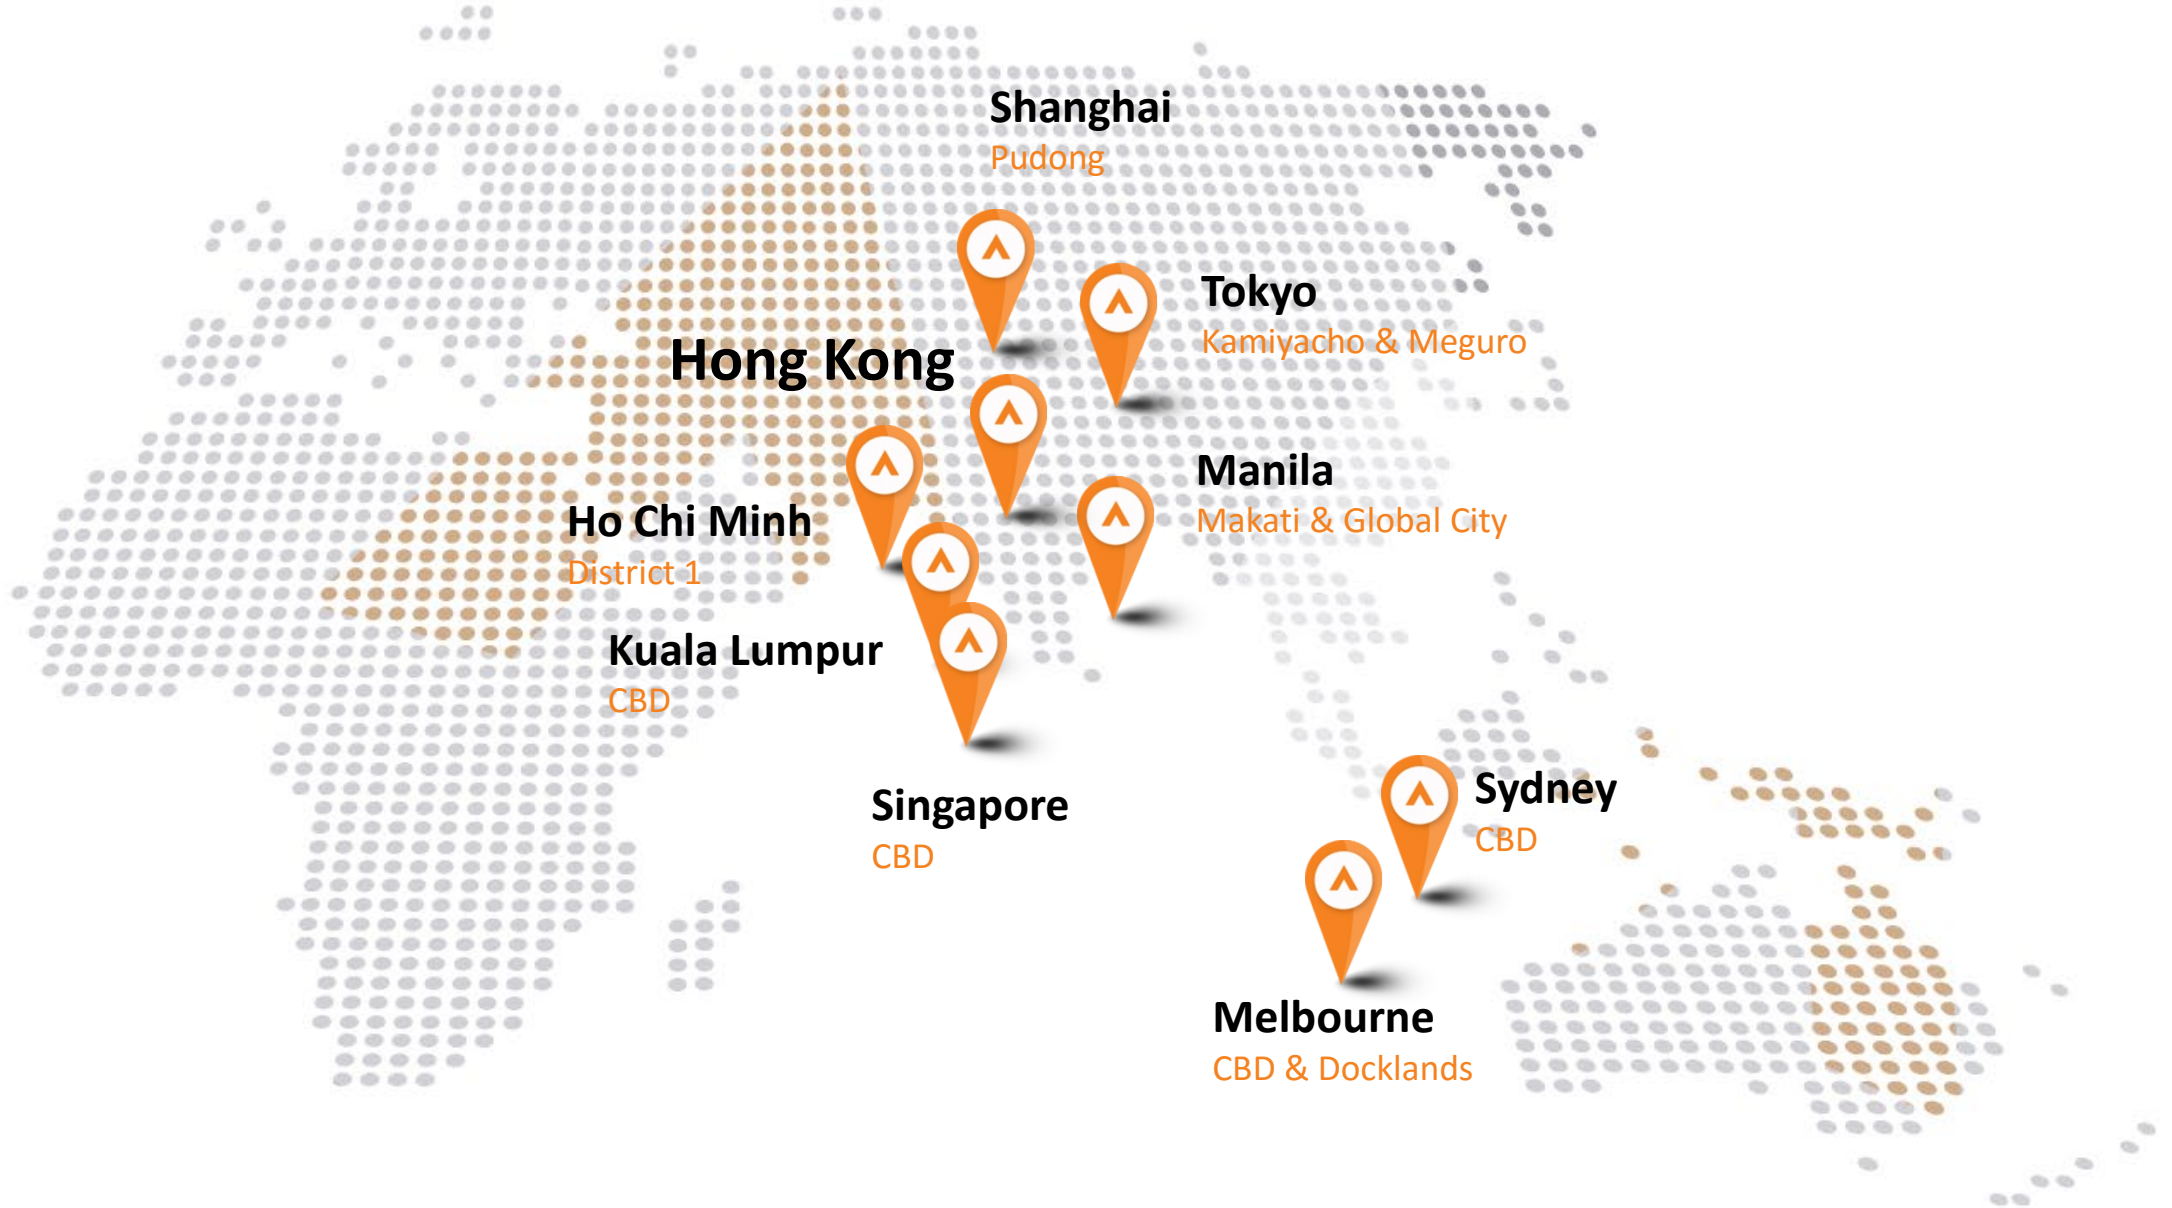 Shanghai
Pudong
Tokyo
Kamiyacho & Meguro
Hong Kong
Manila
Makati & Global City
Ho Chi Minh
District 1
Kuala Lumpur
CBD
Singapore
CBD
Sydney
CBD
Melbourne
CBD & Docklands